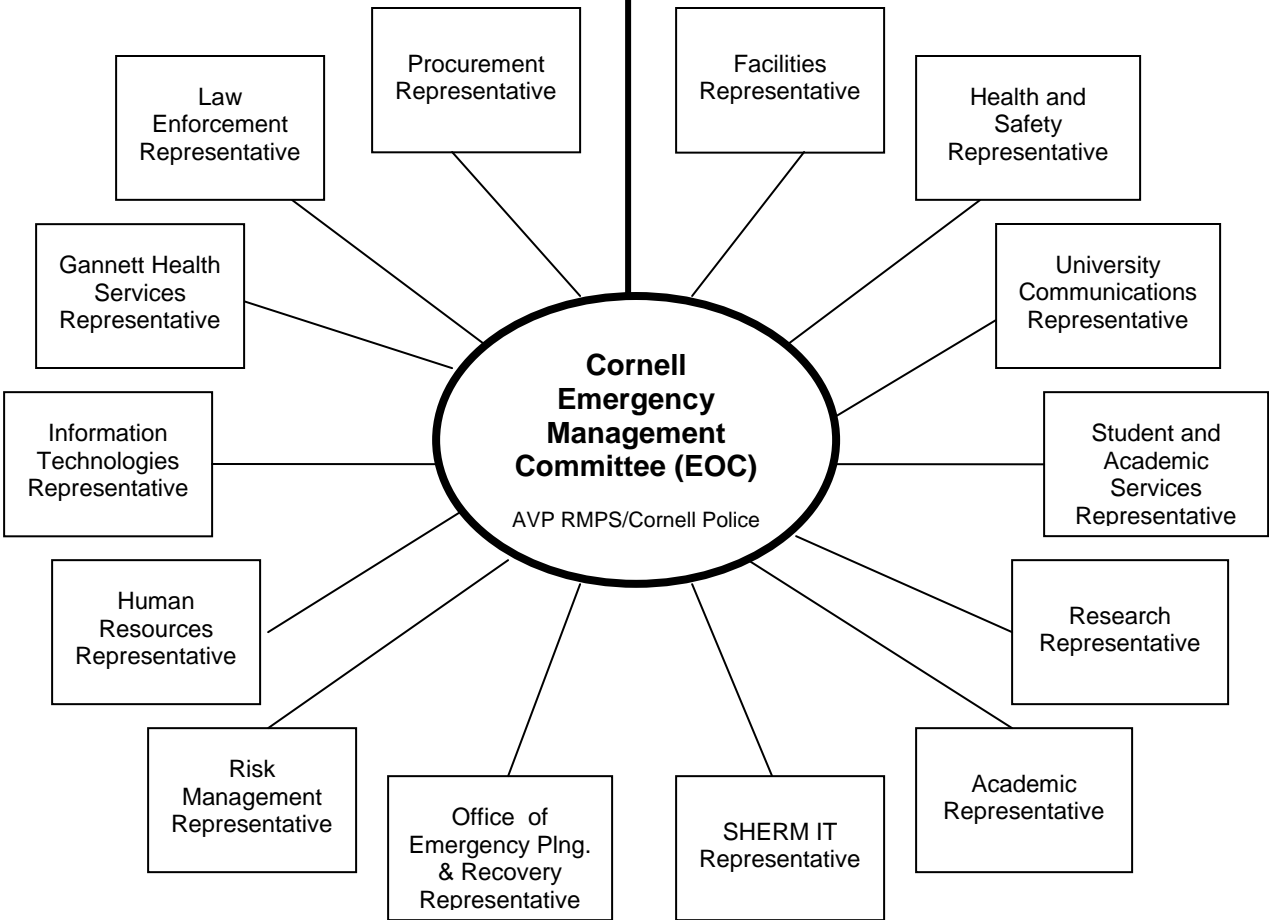 Procurement
Representative
Facilities
Representative
Law
Enforcement
Representative
Health and
Safety
Representative
Gannett Health
Services
Representative
University
Communications
Representative
Cornell
Emergency
Management
Committee (EOC)
AVP RMPS/Cornell Police
Information
Technologies
Representative
Student and
Academic
Services
Representative
Human
Resources
Representative
Research
Representative
Risk
Management
Representative
Office of
Emergency Plng.
& Recovery
Representative
SHERM IT
Representative
Academic
Representative